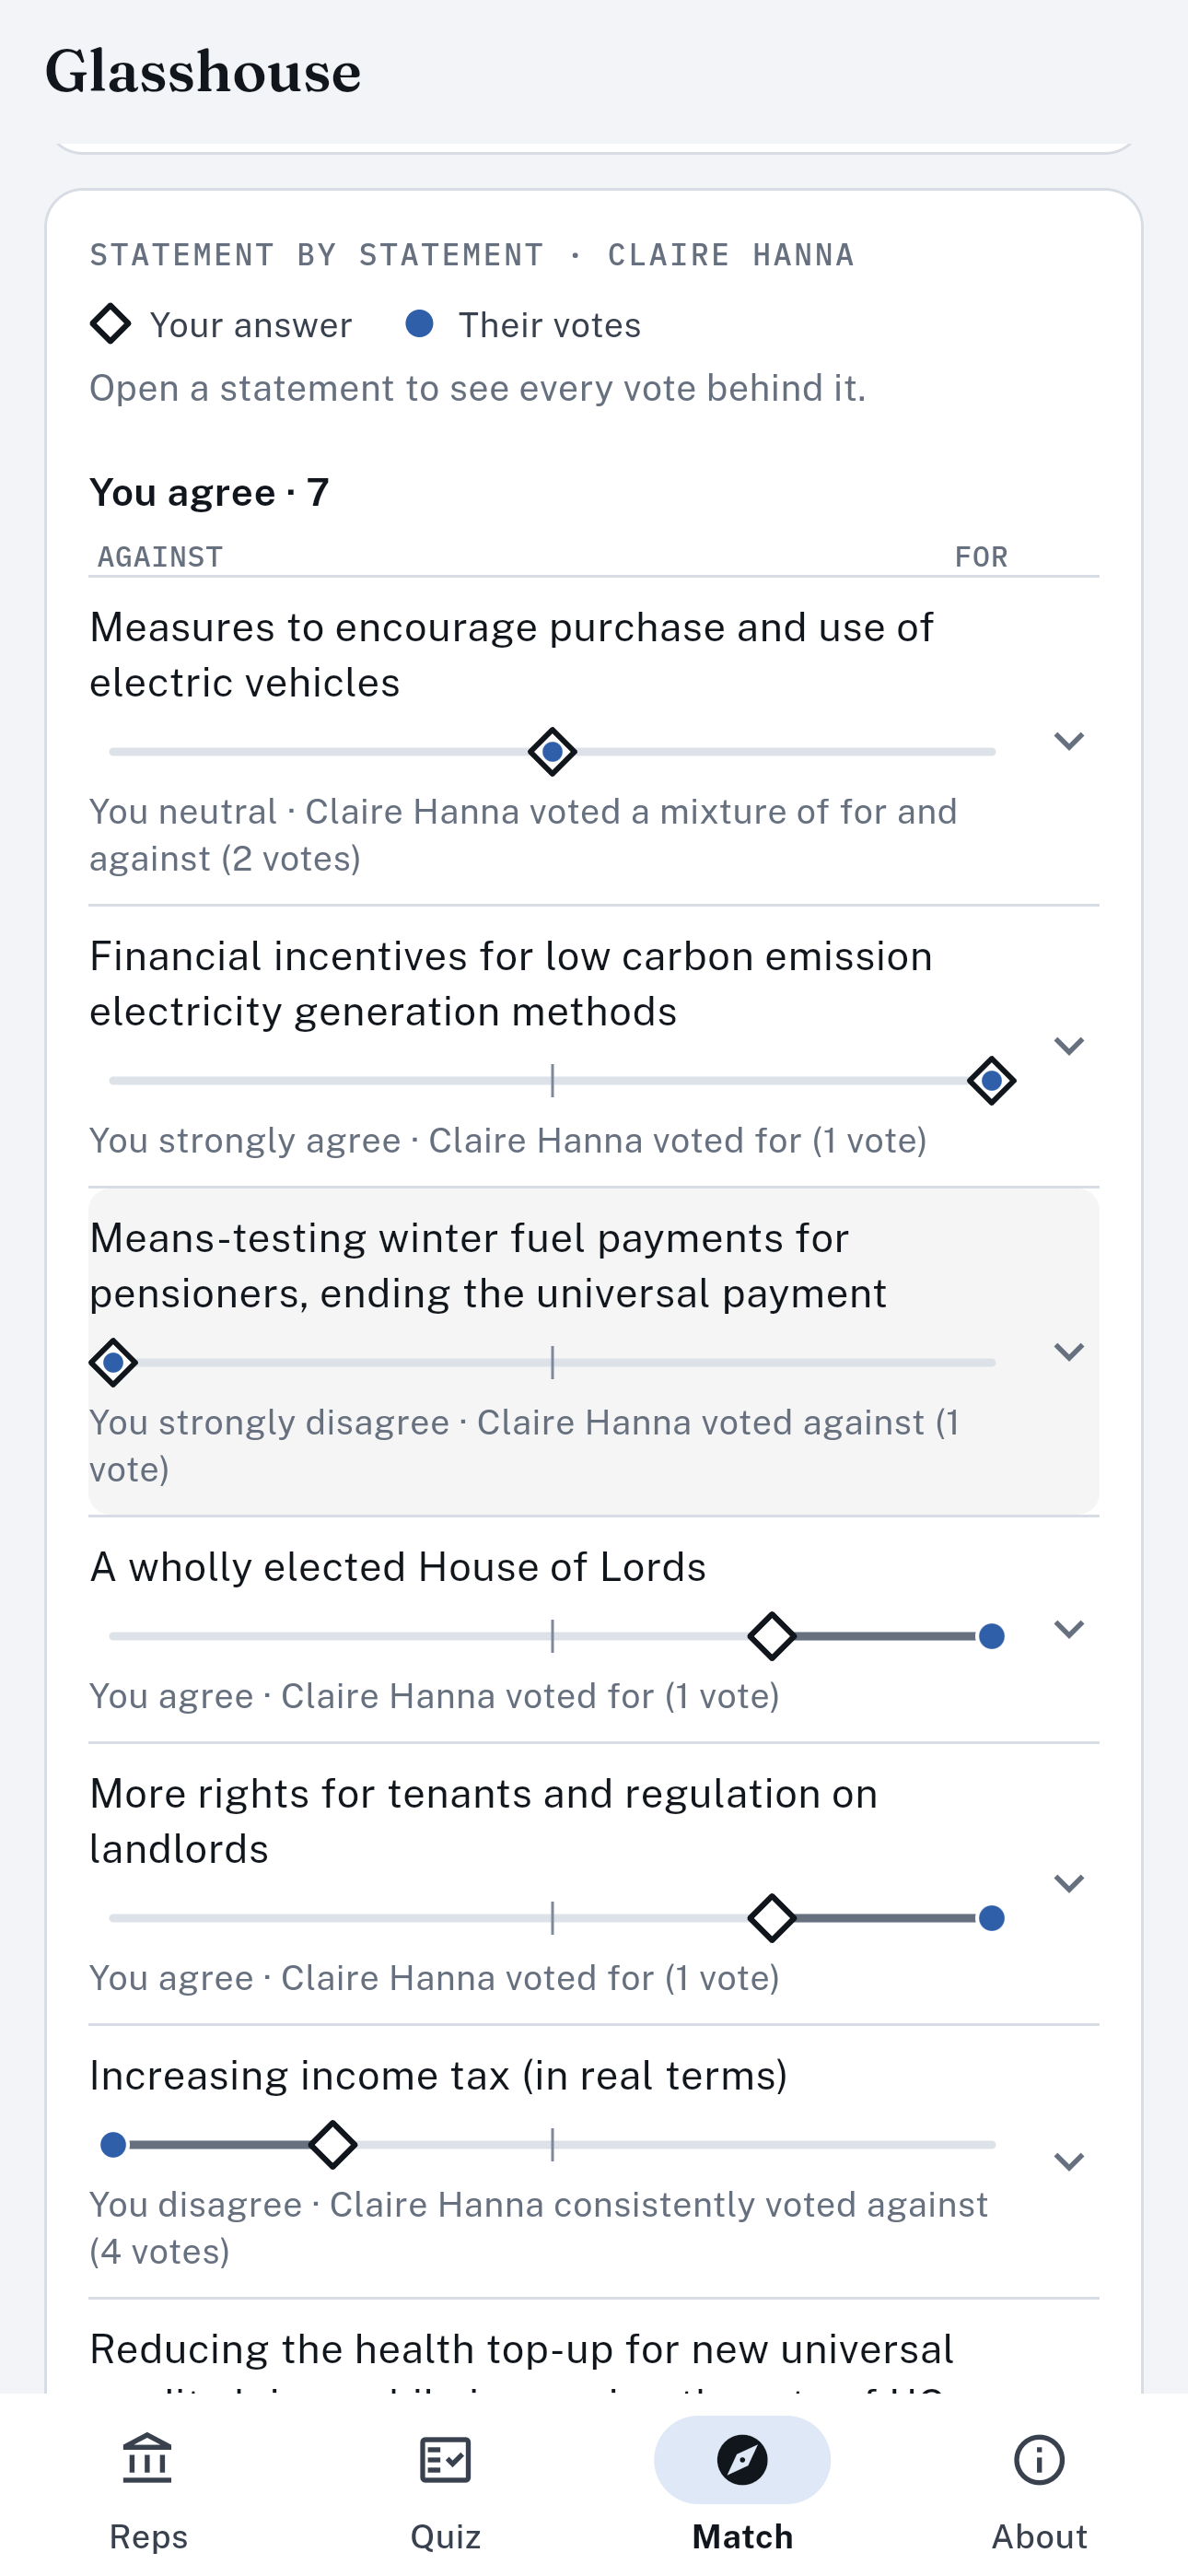 Glasshouse
STATEMENT BY STATEMENT · CLAIRE HANNA
Your answer Their votes
Open a statement to see every vote behind it.
You agree · 7
AGAINST FOR
Measures to encourage purchase and use of
electric vehicles
You neutral · Claire Hanna voted a mixture of for and
against (2 votes)
Financial incentives for low carbon emission
electricity generation methods
You strongly agree · Claire Hanna voted for (1 vote)
Means-testing winter fuel payments for
pensioners, ending the universal payment
You strongly disagree · Claire Hanna voted against (1
vote)
A wholly elected House of Lords
You agree · Claire Hanna voted for (1 vote)
More rights for tenants and regulation on
landlords
You agree · Claire Hanna voted for (1 vote)
Increasing income tax (in real terms)
You disagree · Claire Hanna consistently voted against
(4 votes)
Reducing the health top-up for new universal
Reps Quiz Match About